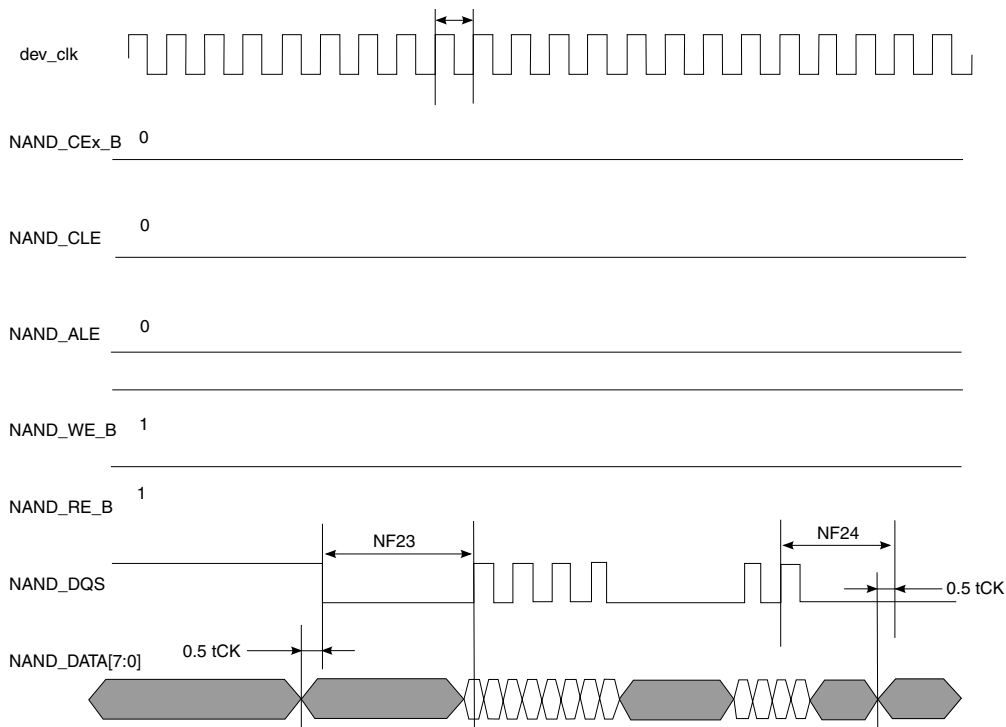 dev_clk
NAND_CEx_B 0
NAND_CLE 0
NAND_ALE 0
NAND_WE_B 1
NAND_RE_B 1
NF23
NF24
NAND_DQS
0.5 tCK
NAND_DATA[7:0]
0.5 tCK